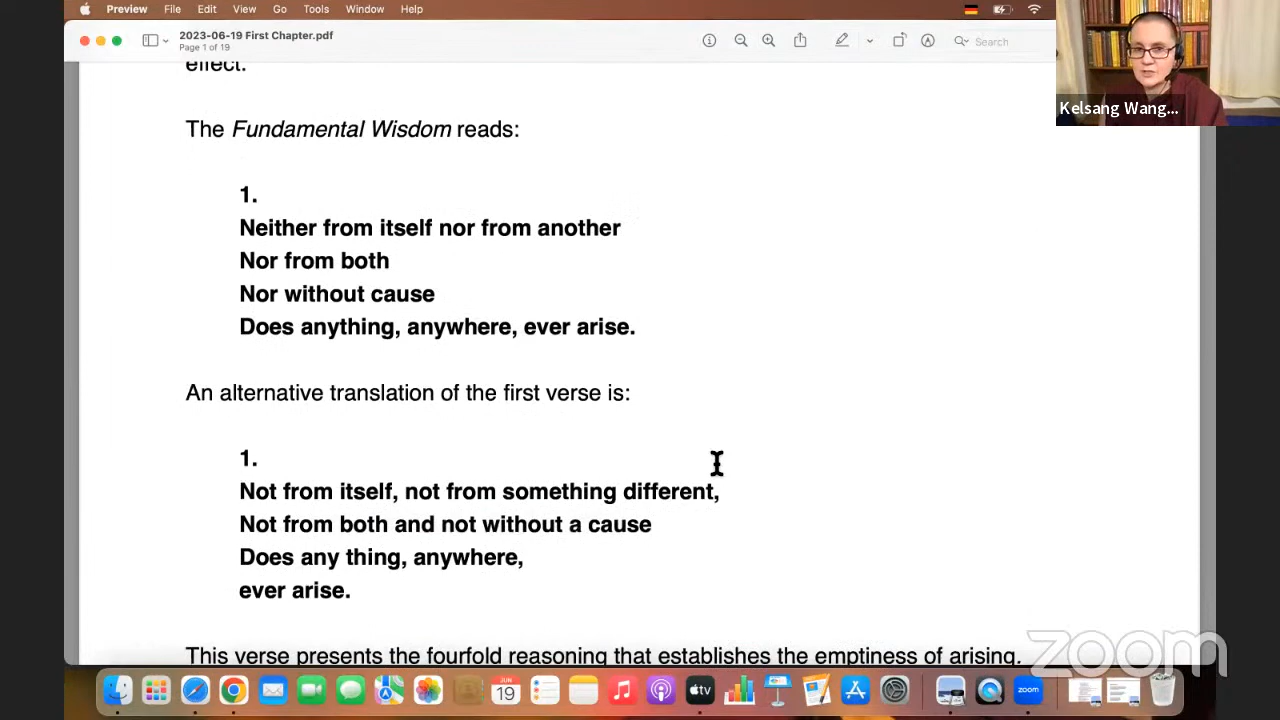 Preview File Edit View Go Tools Window Help
2023-06-19 First Chapter.pdf
Page 1 of 19
Search
Kelsang Wang...
effect.
The Fundamental Wisdom reads:
1.
Neither from itself nor from another
Nor from both
Nor without cause
Does anything, anywhere, ever arise.
An alternative translation of the first verse is:
1.
Not from itself, not from something different,
Not from both and not without a cause
Does any thing, anywhere,
ever arise.
This verse presents the fourfold reasoning that establishes the emptiness of arising.
zoom
JUN
19
tv
zoom